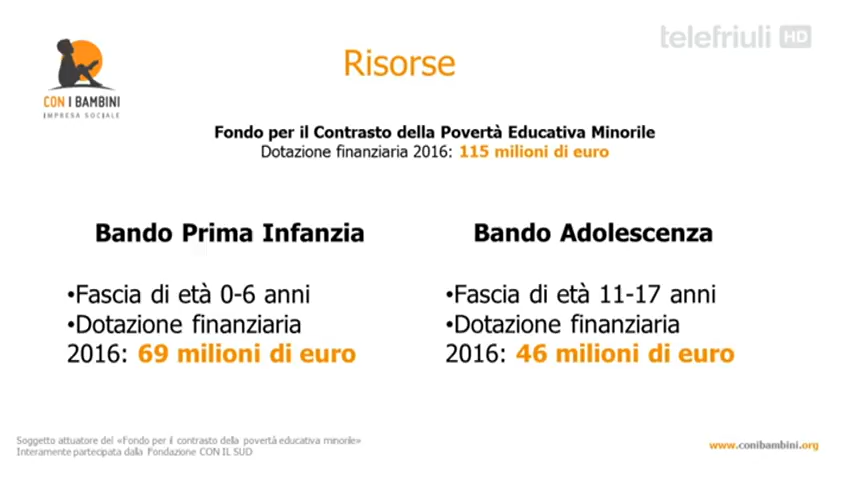 telefriuli HD
Risorse
CON I BAMBINI
IMPRESA SOCIALE
Fondo per il Contrasto della Povertà Educativa Minorile
Dotazione finanziaria 2016: 115 milioni di euro
Bando Prima Infanzia
•Fascia di età 0-6 anni
•Dotazione finanziaria
2016: 69 milioni di euro
Bando Adolescenza
•Fascia di età 11-17 anni
•Dotazione finanziaria
2016: 46 milioni di euro
Soggetto attuatore del «Fondo per il contrasto della povertà educativa minorile»
Interamente partecipata dalla Fondazione CON IL SUD
www.conibambini.org